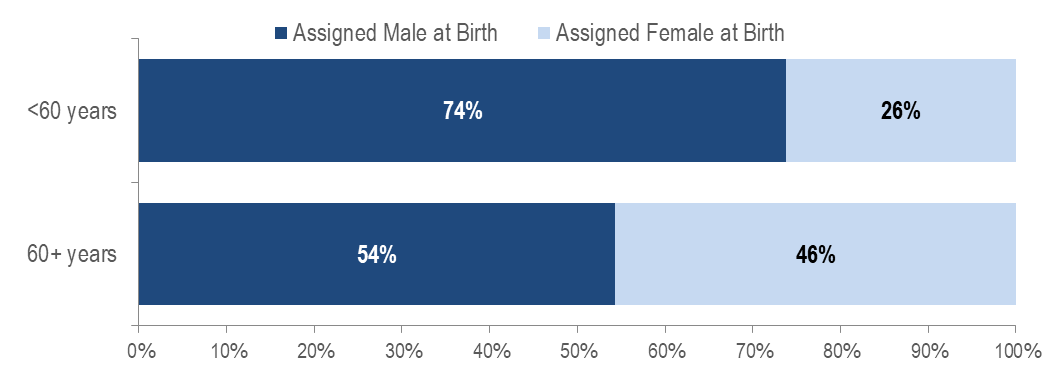 Assigned Male at Birth Assigned Female at Birth
<60 years 74% 26%
60+ years 54% 46%
0% 10% 20% 30% 40% 50% 60% 70% 80% 90% 100%